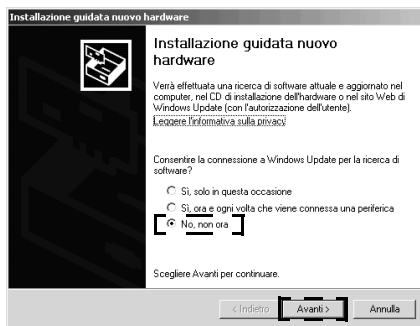 Installazione guidata nuovo hardware
Installazione guidata nuovo
hardware
Verrà effettuata una ricerca di software attuale e aggiornato nel
computer, nel CD di installazione dell'hardware o nel sito Web di
Windows Update (con l'autorizzazione dell'utente).
Leggere l'informativa sulla privacy
Consentire la connessione a Windows Update per la ricerca di
software?
Sì, solo in questa occasione
Sì, ora e ogni volta che viene connessa una periferica
No, non ora
Scegliere Avanti per continuare.
< Indietro Avanti > Annulla